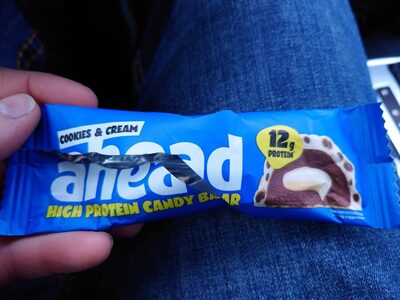 COOKIES & CREAM
ahead
12g
PROTEIN
HIGH PROTEIN CANDY BAR